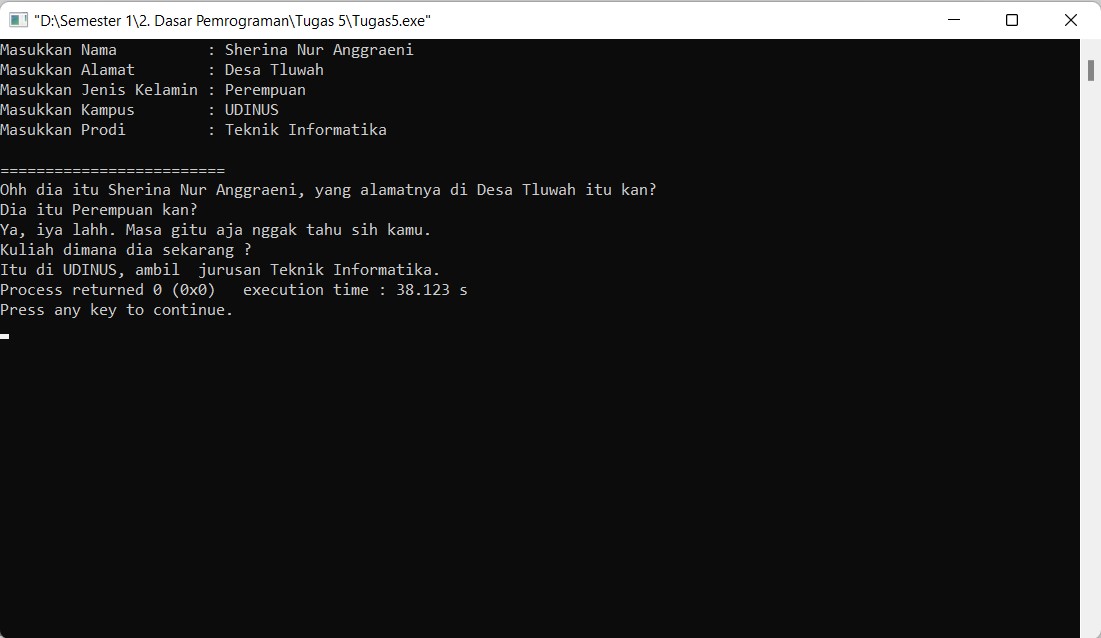 "D:\Semester 1\2. Dasar Pemrograman\Tugas 5\Tugas5.exe"
Masukkan Nama          : Sherina Nur Anggraeni
Masukkan Alamat        : Desa Tluwah
Masukkan Jenis Kelamin : Perempuan
Masukkan Kampus        : UDINUS
Masukkan Prodi         : Teknik Informatika
=========================
Ohh dia itu Sherina Nur Anggraeni, yang alamatnya di Desa Tluwah itu kan?
Dia itu Perempuan kan?
Ya, iya lahh. Masa gitu aja nggak tahu sih kamu.
Kuliah dimana dia sekarang ?
Itu di UDINUS, ambil  jurusan Teknik Informatika.
Process returned 0 (0x0)   execution time : 38.123 s
Press any key to continue.